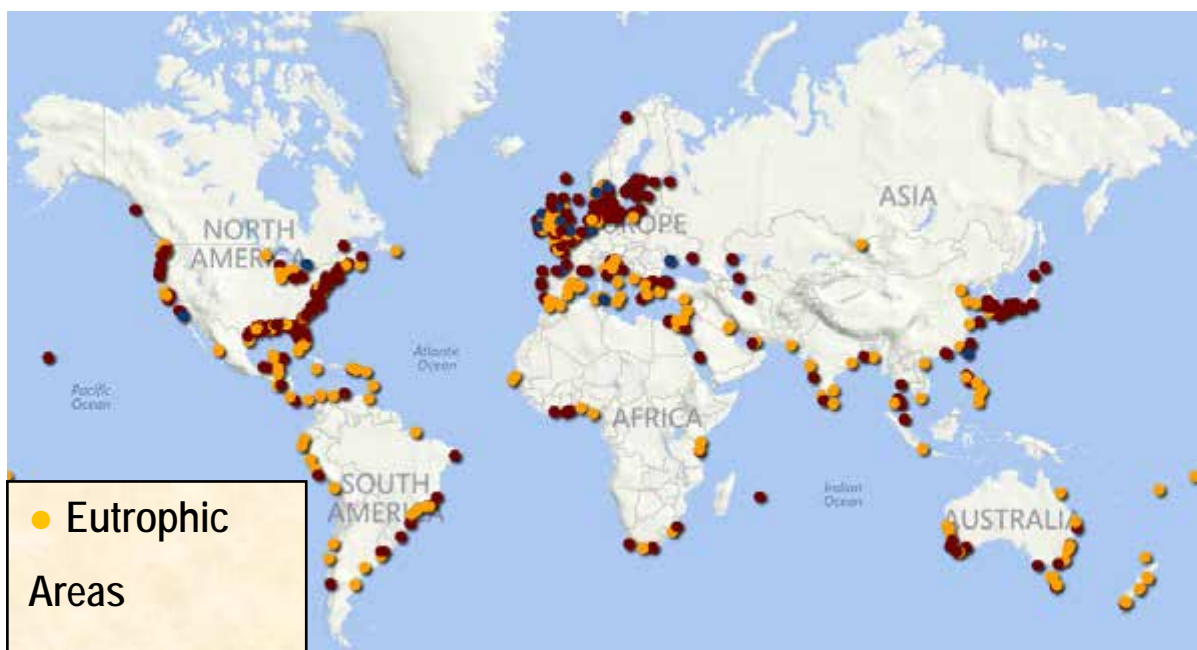 ASIA
NORTH
AMERICA
EUROPE
Atlantic
Ocean
Pacific
Ocean
AFRICA
Indian
Ocean
SOUTH
AMERICA
AUSTRALIA
Eutrophic
Areas